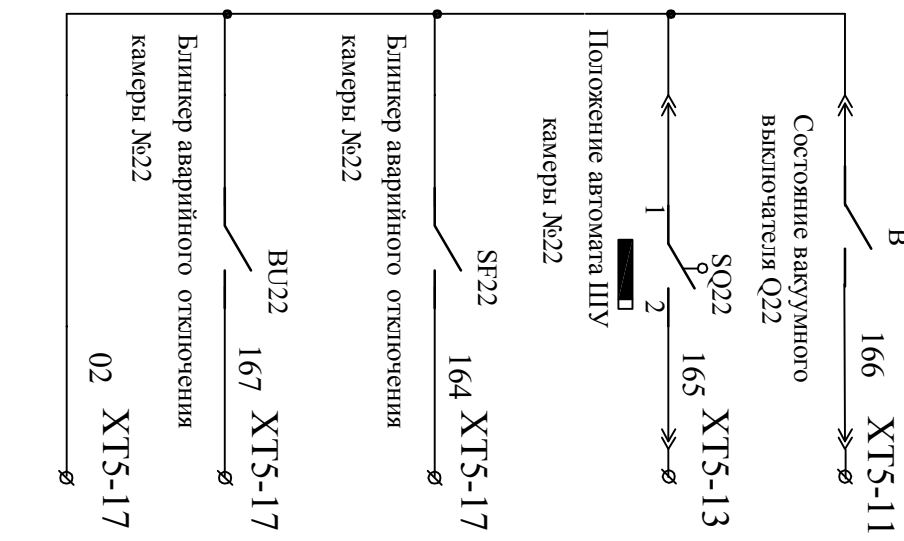 В
166 XT5-11
Состояние вакуумного
выключателя Q22
SQ22
1
2
165 XT5-13
Положение автомата ШУ
камеры №22
SF22
164 XT5-17
Блинкер аварийного отключения
камеры №22
BU22
167 XT5-17
Блинкер аварийного отключения
камеры №22
02 XT5-17